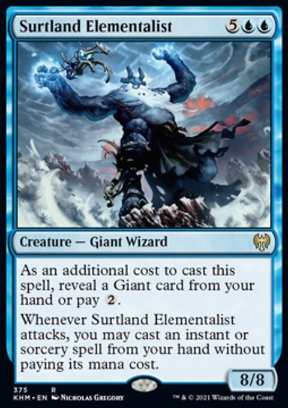 Surtland Elementalist 5
Creature — Giant Wizard
As an additional cost to cast this
spell, reveal a Giant card from your
hand or pay 2.
Whenever Surtland Elementalist
attacks, you may cast an instant or
sorcery spell from your hand without
paying its mana cost.
8/8
375 R
KHM • EN NICHOLAS GREGORY
™ & © 2021 Wizards of the Coast